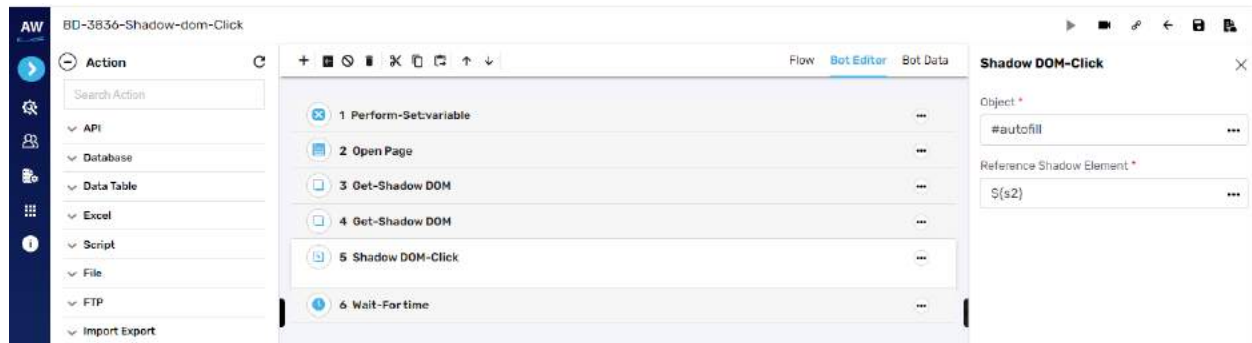 AW
BD-3836-Shadow-dom-Click
Action
Search Action
API
Database
Data Table
Excel
Script
File
FTP
Import Export
Flow Bot Editor Bot Data
1 Perform-Set:variable
2 Open Page
3 Get-Shadow DOM
4 Get-Shadow DOM
5 Shadow DOM-Click
6 Wait-For time
Shadow DOM-Click
Object *
#autofill
Reference Shadow Element *
${s2}